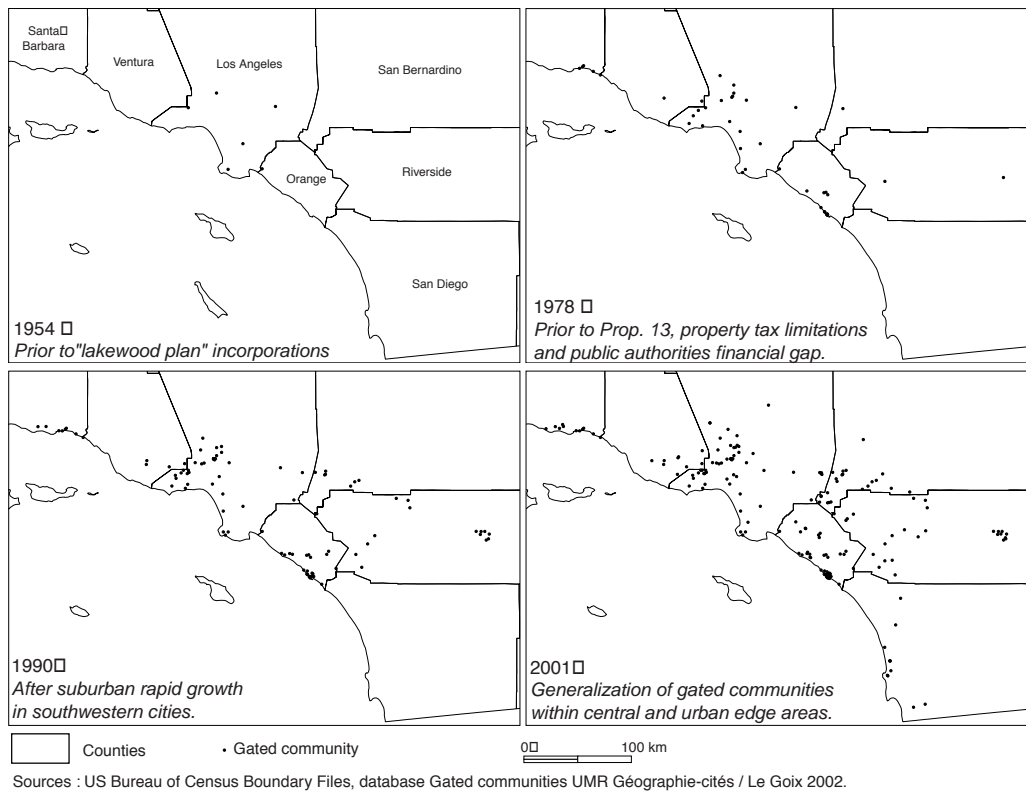 Santa□
Barbara
Ventura
Los Angeles
San Bernardino
Orange
Riverside
San Diego
1954 □
Prior to"lakewood plan" incorporations
1978 □
Prior to Prop. 13, property tax limitations
and public authorities financial gap.
1990□
After suburban rapid growth
in southwestern cities.
2001□
Generalization of gated communities
within central and urban edge areas.
Counties
Gated community
0□ 100 km
Sources : US Bureau of Census Boundary Files, database Gated communities UMR Géographie-cités / Le Goix 2002.